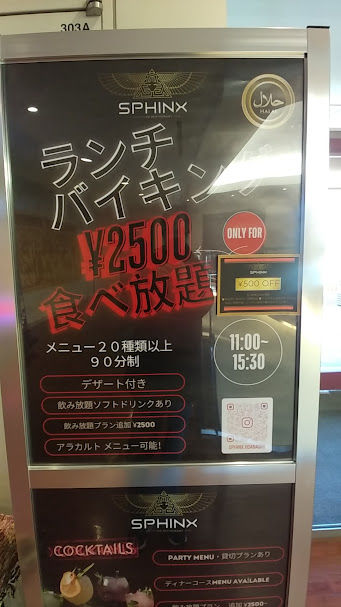 303A
SPHINX
حلال
HALAL
ランチ
バイキング
¥2500
食べ放題
ONLY FOR
SPHINX
¥500 OFF
メニュー20種類以上
90分制
11:00~
15:30
デザート付き
飲み放題ソフトドリンクあり
飲み放題プラン追加 ¥2500
アラカルト メニュー可能!
SPHINX
COCKTAILS
PARTY MENU・貸切プランあり
ディナーコースMENU AVAILABLE